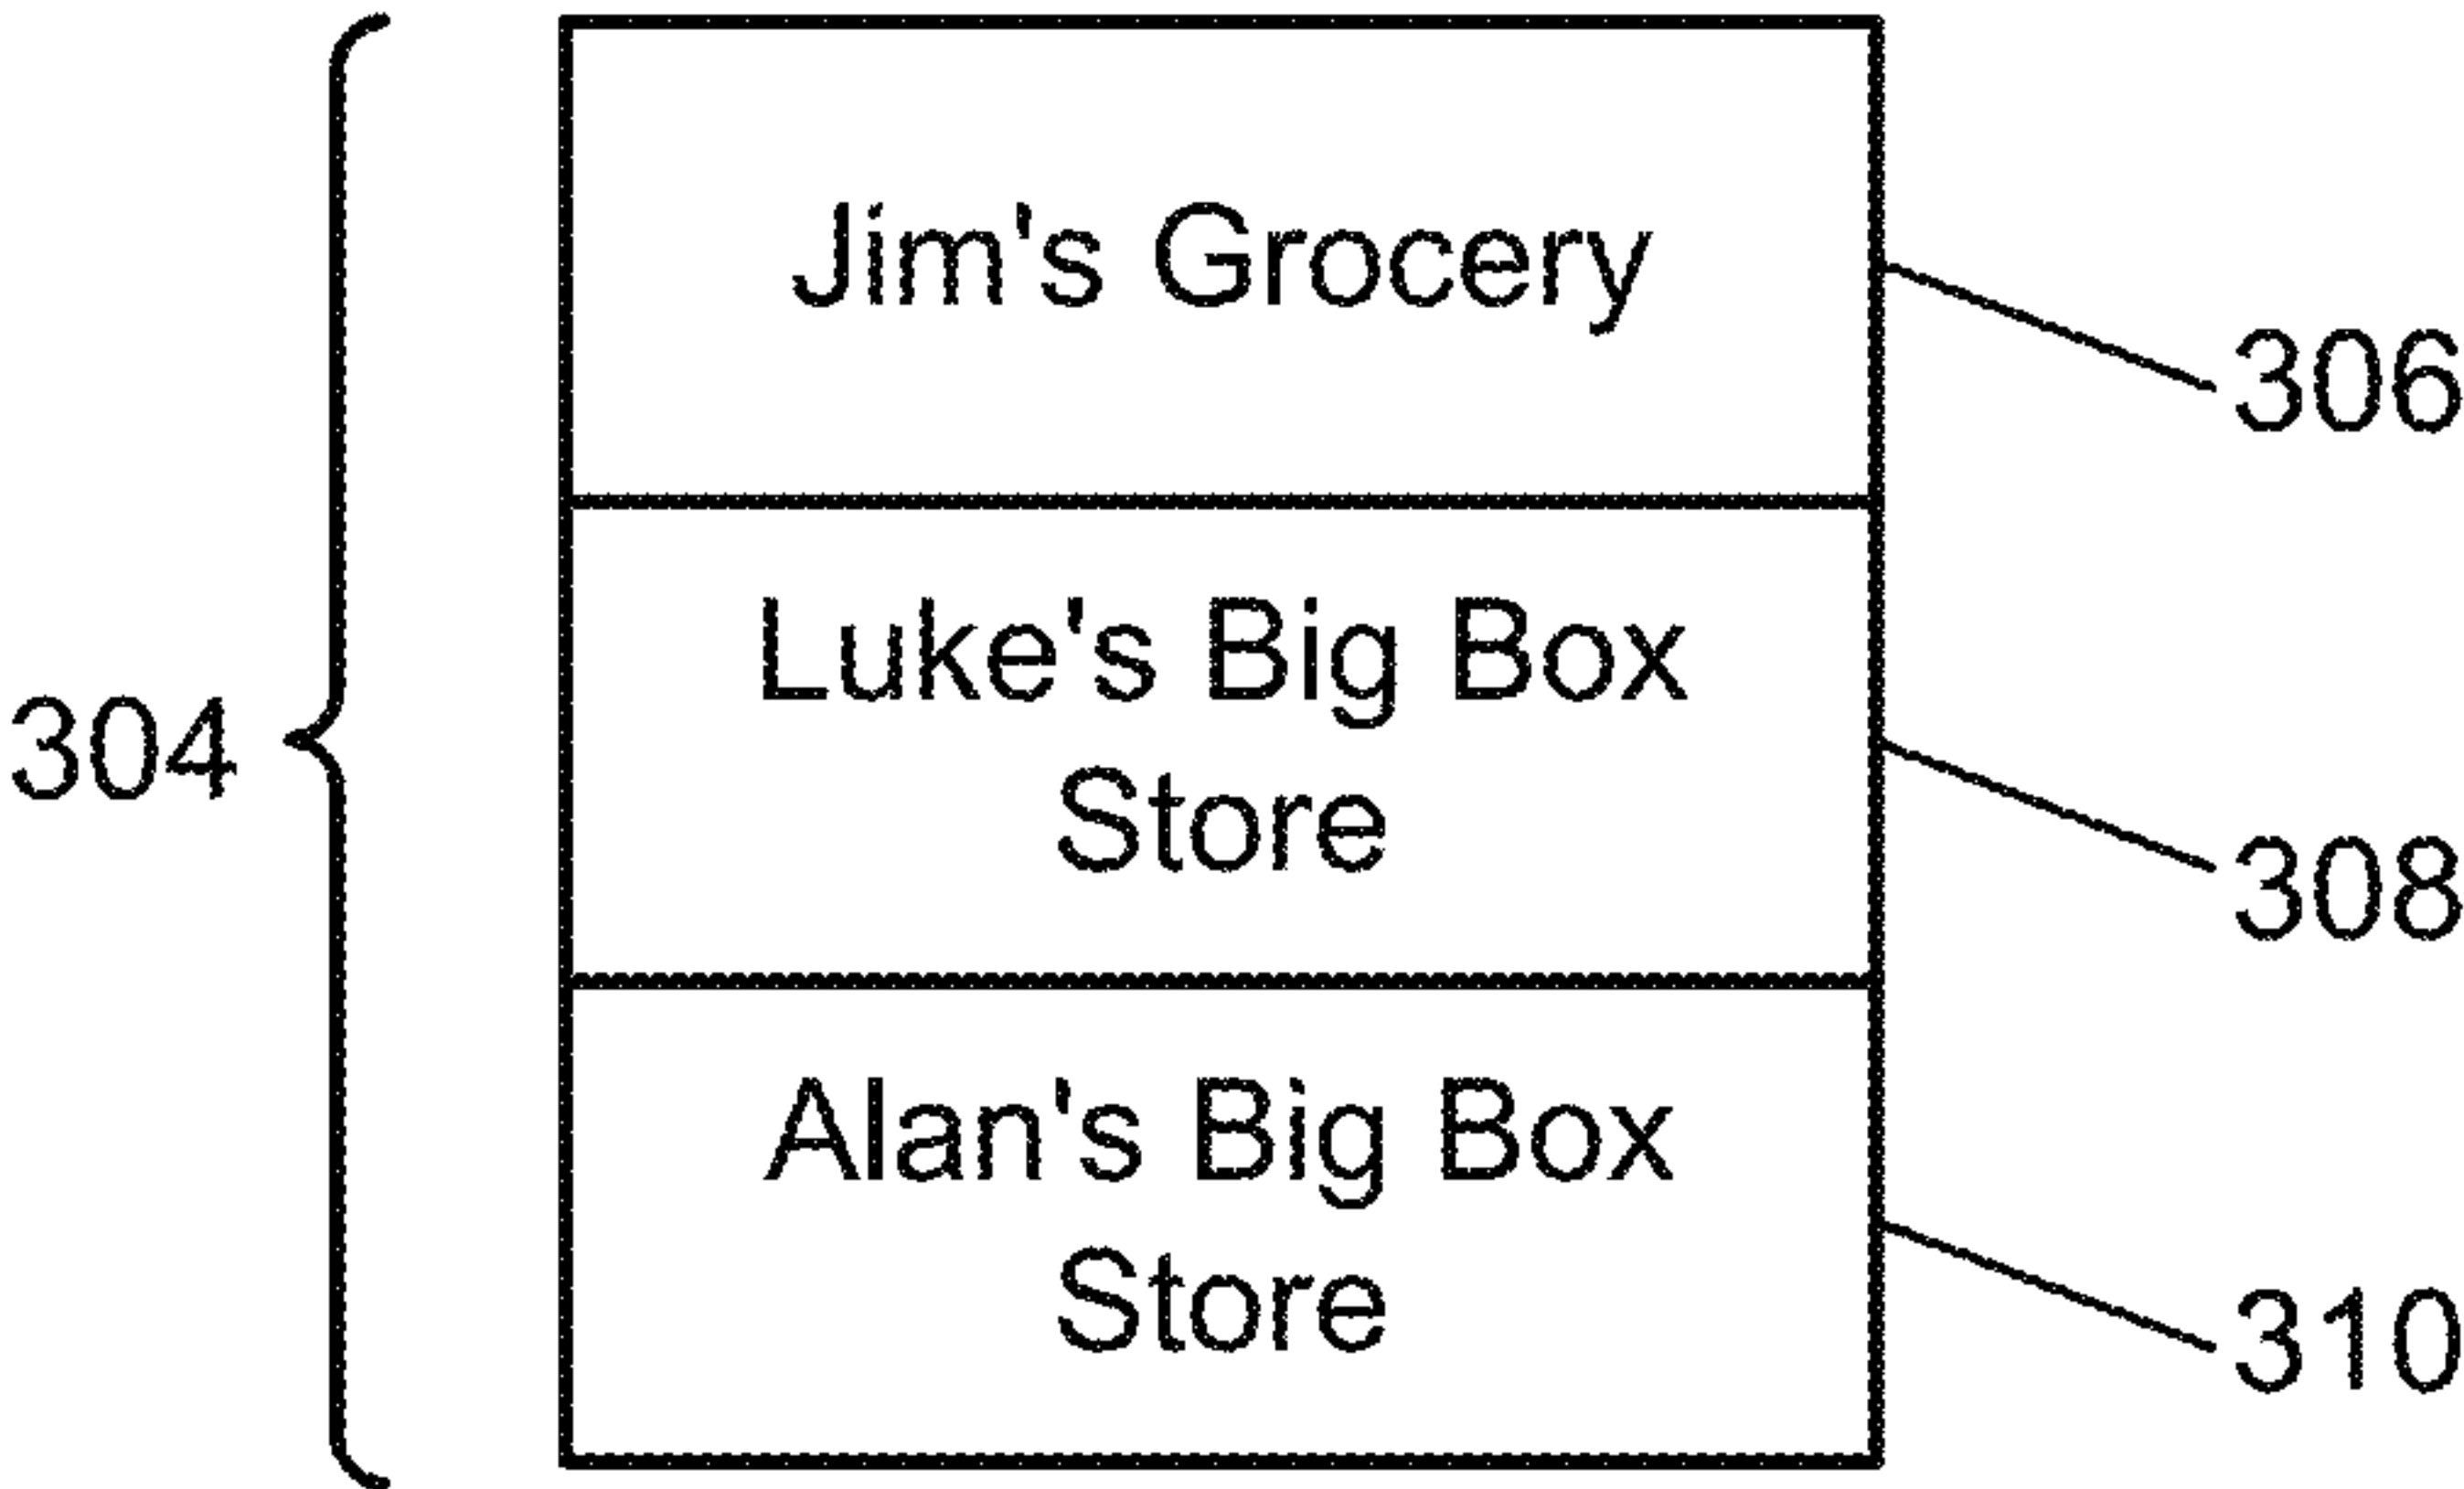 Jim's Grocery
306
Luke's Big Box
Store
304
308
Alan's Big Box
Store
310